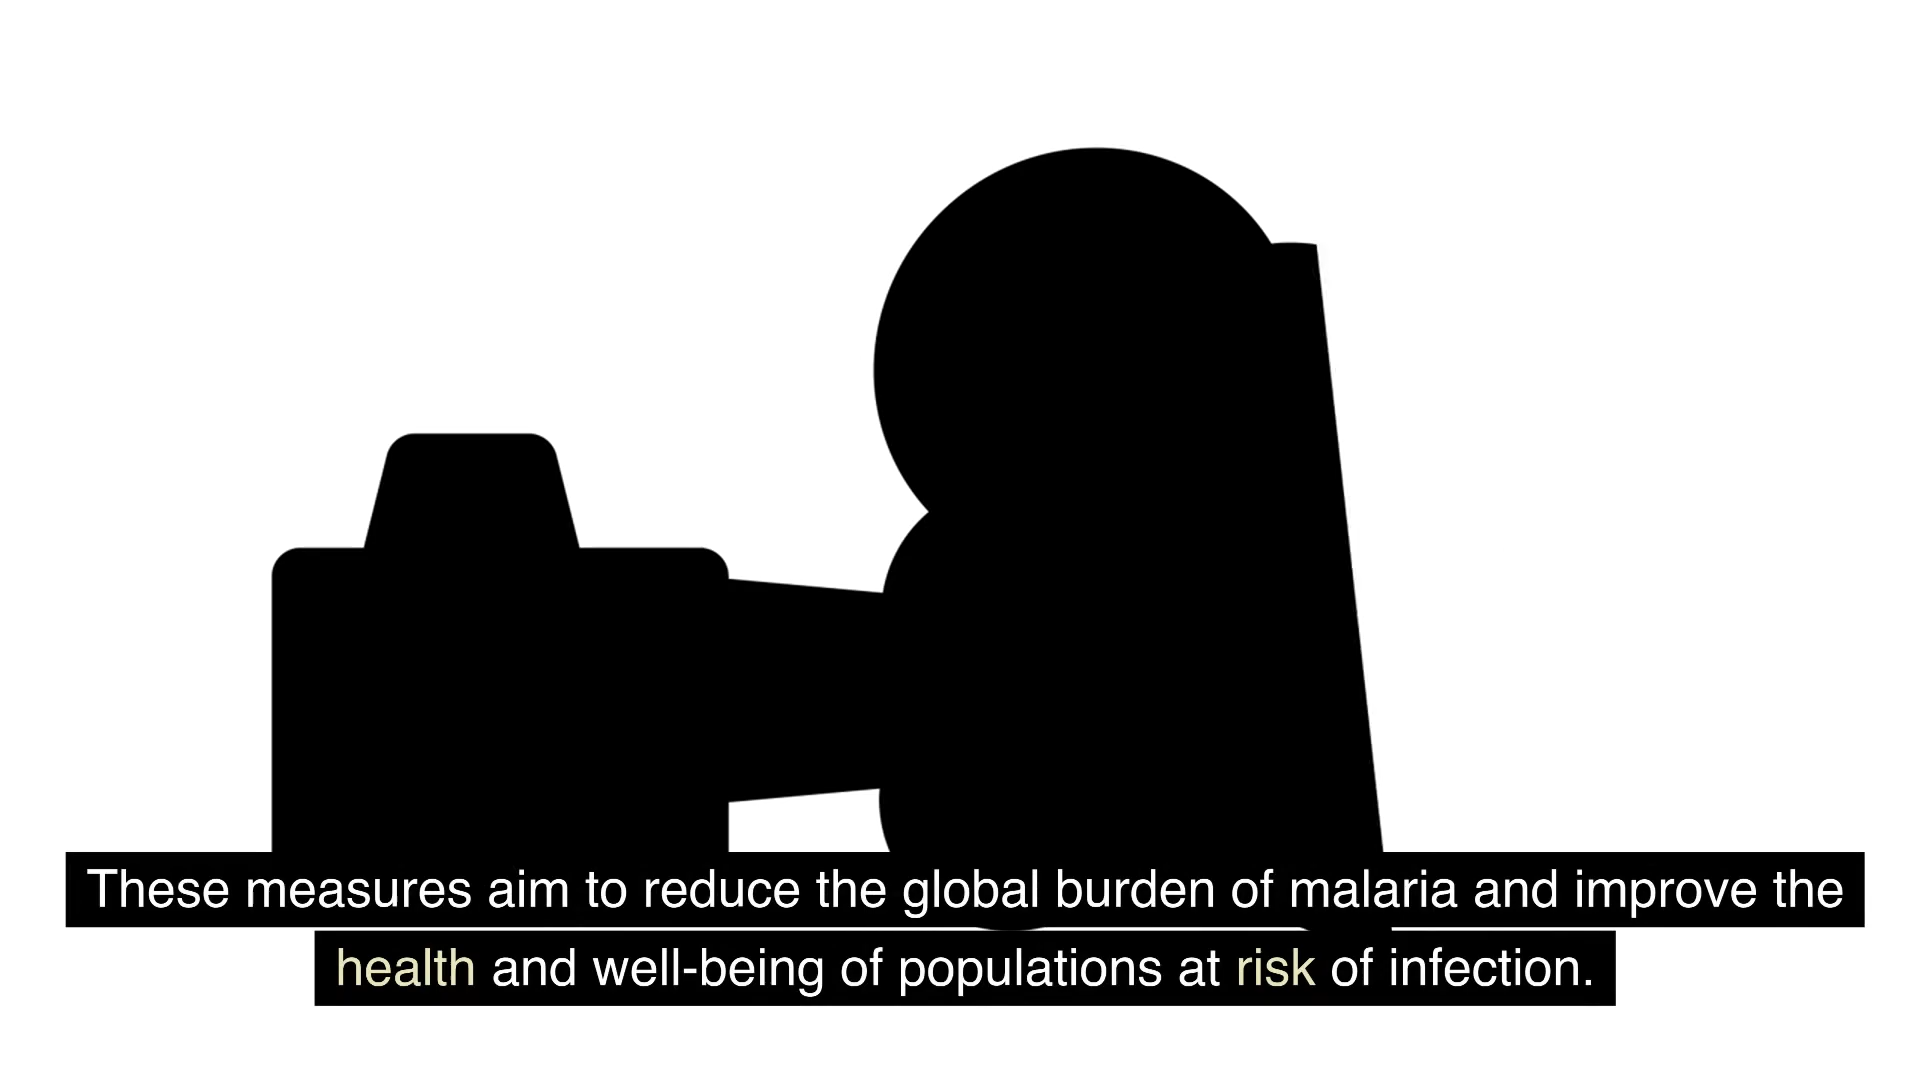 These measures aim to reduce the global burden of malaria and improve the
health and well-being of populations at risk of infection.